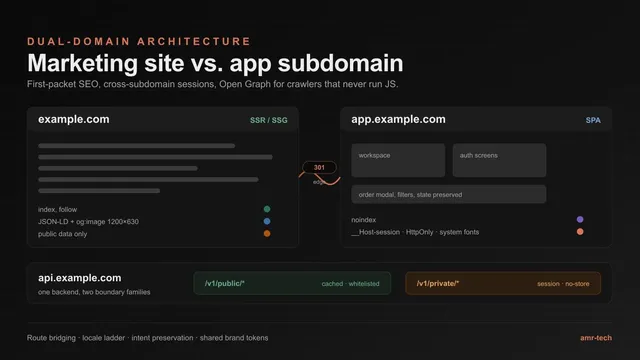 DUAL-DOMAIN ARCHITECTURE
Marketing site vs. app subdomain
First-packet SEO, cross-subdomain sessions, Open Graph for crawlers that never run JS.
example.com
SSR / SSG
index, follow
JSON-LD + og:image 1200×630
public data only
301
edge
app.example.com
SPA
workspace
auth screens
order modal, filters, state preserved
noindex
__Host-session · HttpOnly · system fonts
api.example.com
one backend, two boundary families
/v1/public/*
cached · whitelisted
/v1/private/*
session · no-store
Route bridging · locale ladder · intent preservation · shared brand tokens
amr-tech